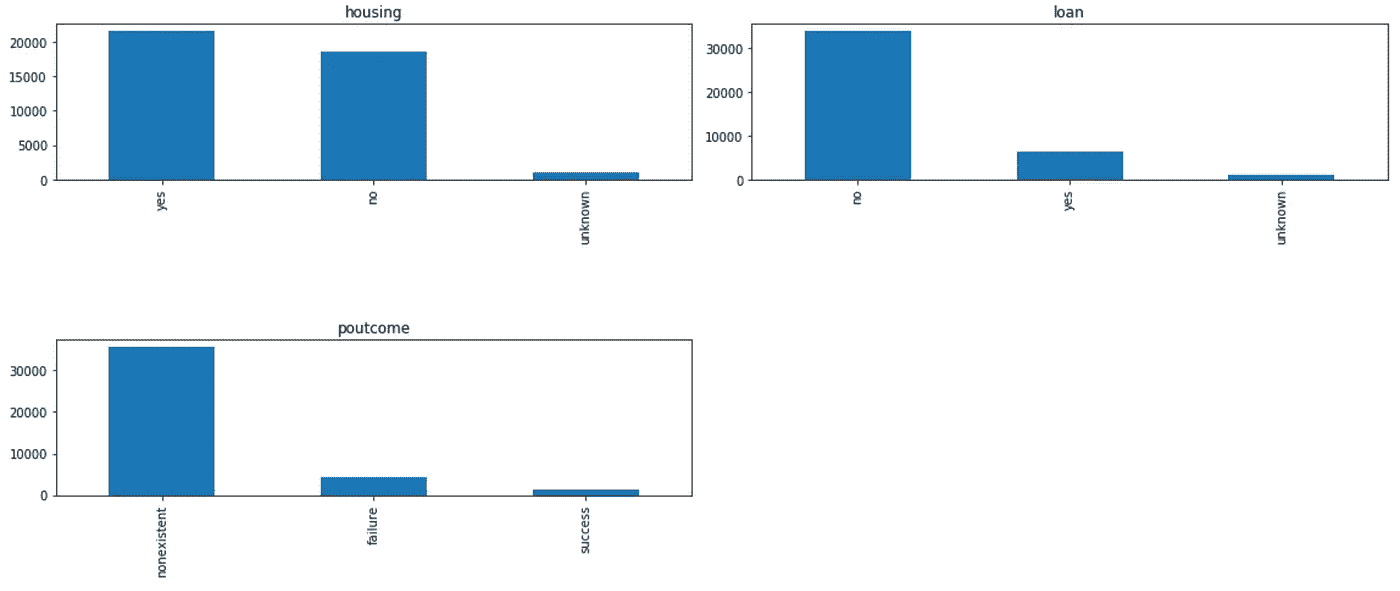 housing
20000
15000
10000
5000
0
yes
no
unknown
loan
30000
20000
10000
0
no
yes
unknown
poutcome
30000
20000
10000
0
nonexistent
failure
success